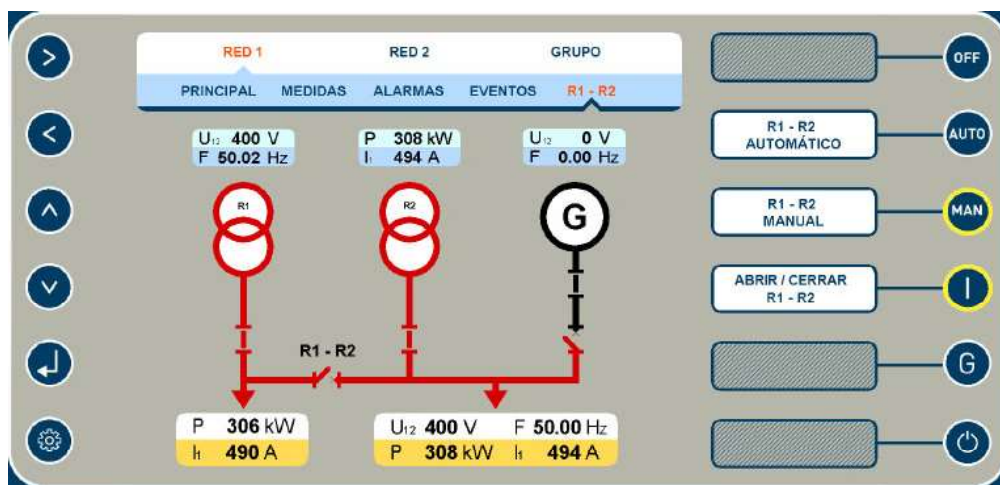 RED 1 RED 2 GRUPO
PRINCIPAL MEDIDAS ALARMAS EVENTOS R1 - R2
U12 400 V
F 50.02 Hz
P 308 kW
I1 494 A
U12 0 V
F 0.00 Hz
R1
R2
G
R1 - R2
P 306 kW
I1 490 A
U12 400 V F 50.00 Hz
P 308 kW I1 494 A
OFF
R1 - R2
AUTOMÁTICO
AUTO
R1 - R2
MANUAL
MAN
ABRIR / CERRAR
R1 - R2
I
G